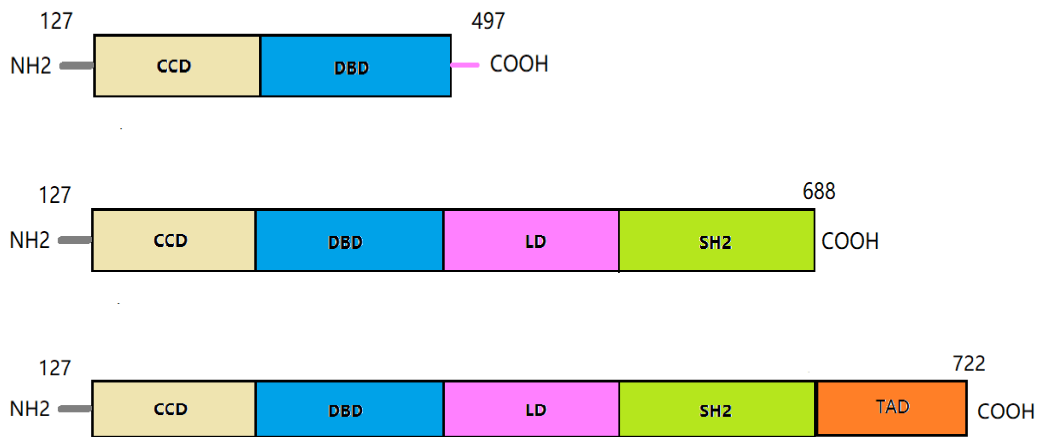 127 497
NH2 CCD DBD COOH
127 688
NH2 CCD DBD LD SH2 COOH
127 722
NH2 CCD DBD LD SH2 TAD COOH